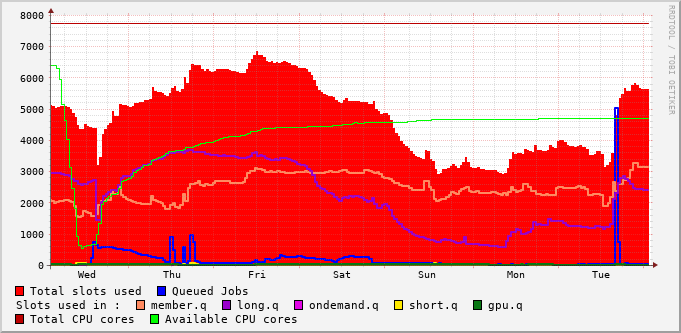 8000
7000
6000
5000
4000
3000
2000
1000
0
Wed Thu Fri Sat Sun Mon Tue
Total slots used Queued Jobs
Slots used in : member.q long.q ondemand.q short.q gpu.q
Total CPU cores Available CPU cores
RRDTOOL / TOBI OETIKER